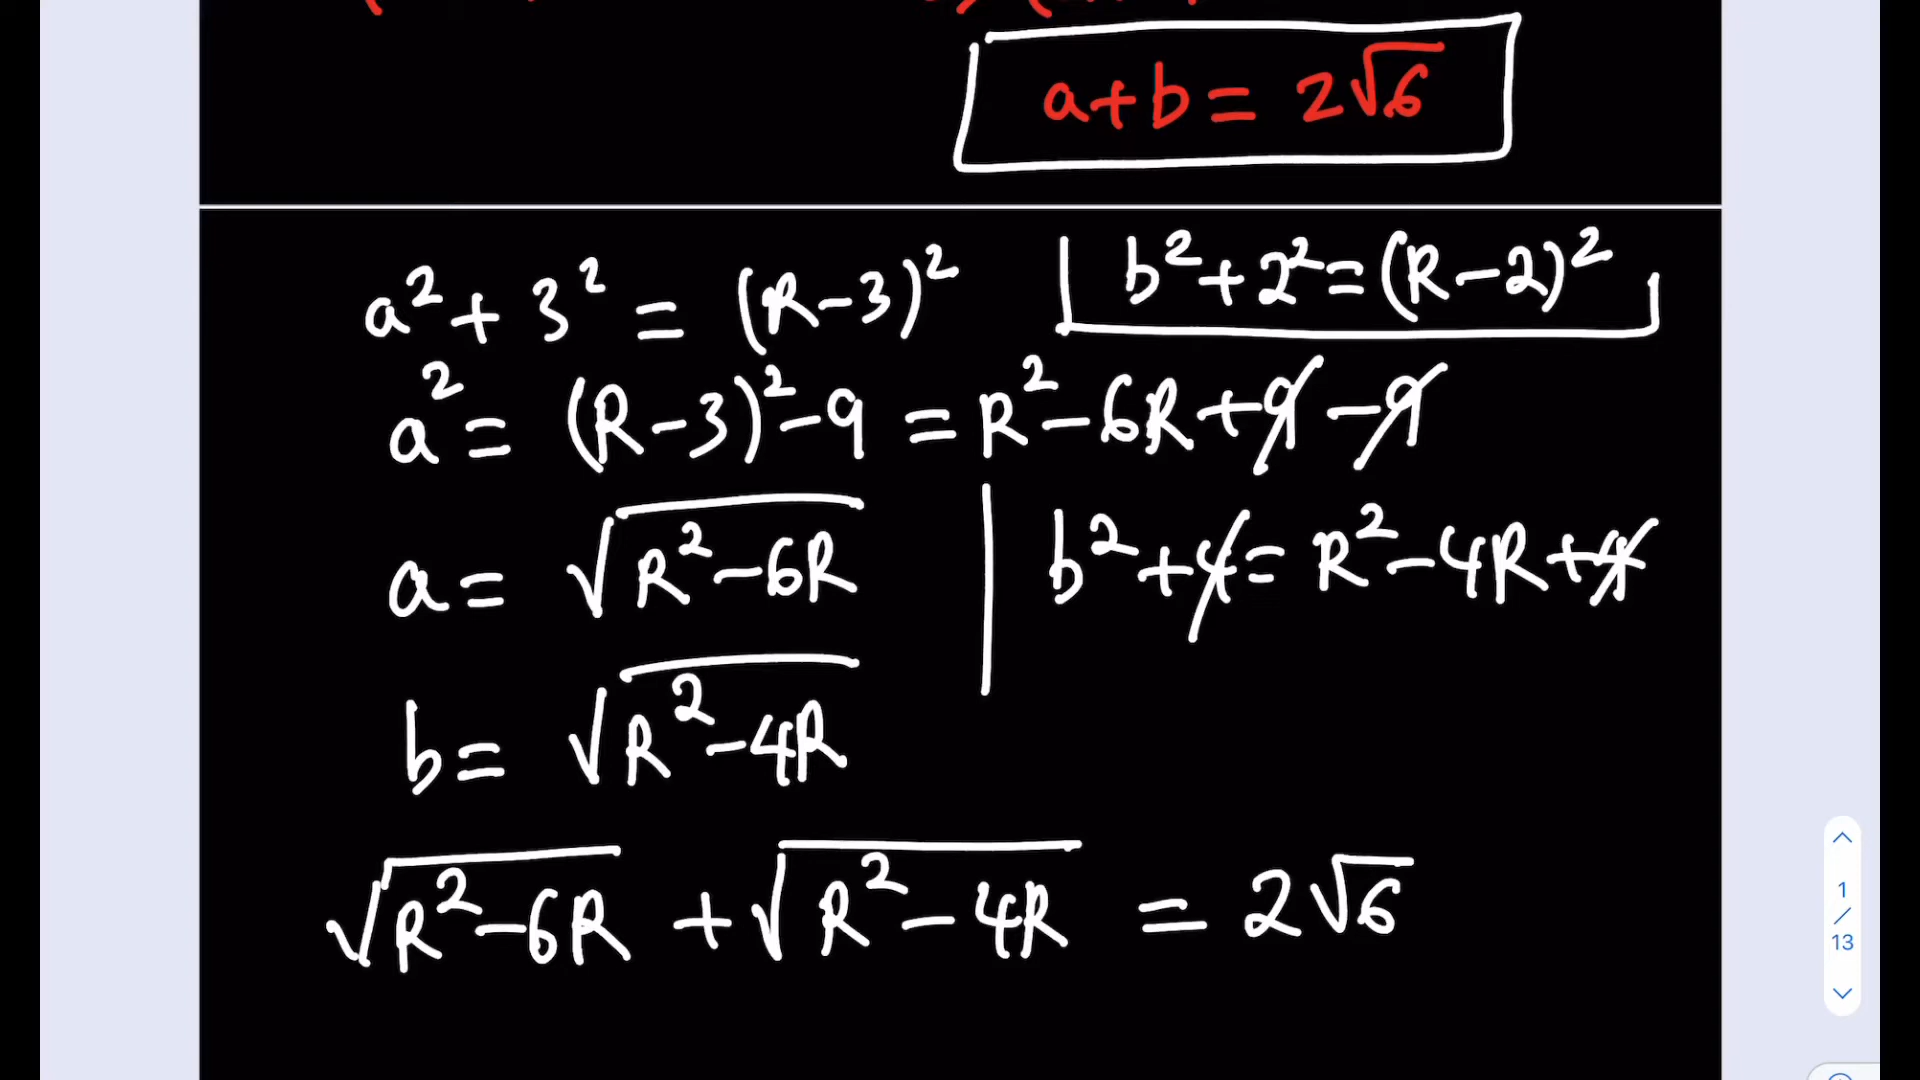 a+b = 2√6
a² + 3² = (R-3)²
b²+2²=(R-2)²
a² = (R-3)²-9 = R²-6R+9-9
a = √R²-6R
b²+4= R²-4R+4
b = √R²-4R
√R²-6R + √R²-4R = 2√6
1
/
13